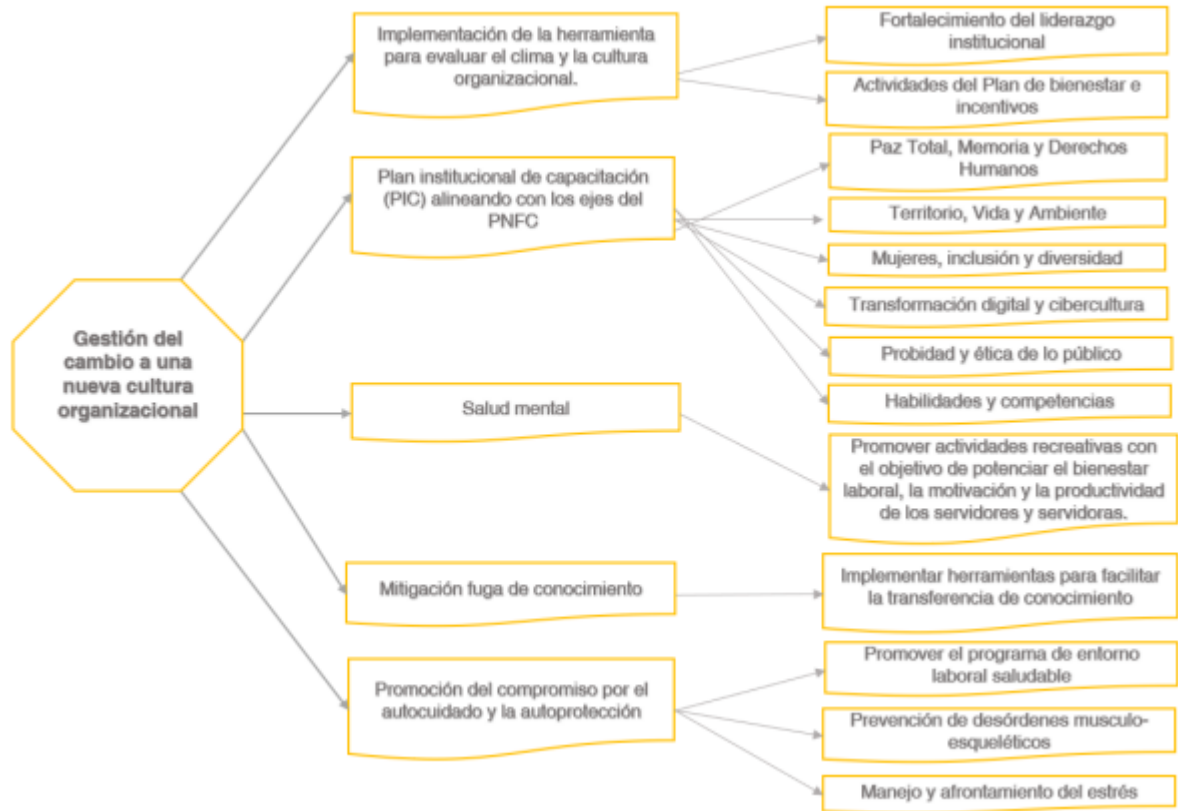 Gestión del
cambio a una
nueva cultura
organizacional
Implementación de la herramienta
para evaluar el clima y la cultura
organizacional.
Fortalecimiento del liderazgo
institucional
Actividades del Plan de bienestar e
incentivos
Plan institucional de capacitación
(PIC) alineando con los ejes del
PNFC
Paz Total, Memoria y Derechos
Humanos
Territorio, Vida y Ambiente
Mujeres, inclusión y diversidad
Transformación digital y cibercultura
Probidad y ética de lo público
Habilidades y competencias
Salud mental
Promover actividades recreativas con
el objetivo de potenciar el bienestar
laboral, la motivación y la productividad
de los servidores y servidoras.
Mitigación fuga de conocimiento
Implementar herramientas para facilitar
la transferencia de conocimiento
Promoción del compromiso por el
autocuidado y la autoprotección
Promover el programa de entorno
laboral saludable
Prevención de desórdenes musculo-
esqueléticos
Manejo y afrontamiento del estrés